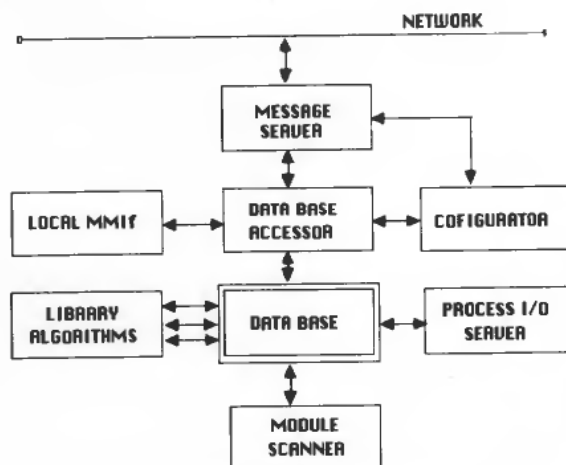 NETWORK
MESSAGE
SERVER
LOCAL MMIf
DATA BASE
ACCESSOR
COFIGURATOR
LIBRARY
ALGORITHMS
DATA BASE
PROCESS I/O
SERVER
MODULE
SCANNER